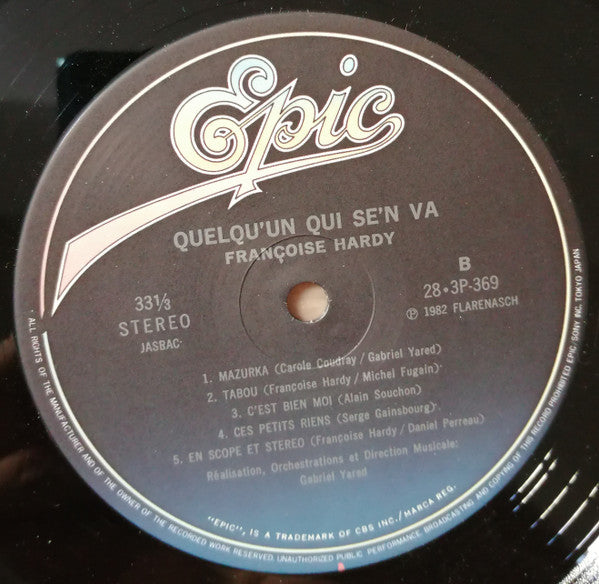 Epic
QUELQU'UN QUI SE'N VA
FRANÇOISE HARDY
33⅓
STEREO
JASBAC·
B
28·3P-369
℗ 1982 FLARENASCH
1. MAZURKA (Carole Coudray/Gabriel Yared)
2. TABOU (Francoise Hardy/Michel Fugain)·
3. C'EST BIEN MOI (Alain Souchon)
4. CES PETITS RIENS (Serge Gainsbourg)·
5. EN SCOPE ET STEREO (Francoise Hardy/Daniel Perreau)
Réalisation, Orchestrations et Direction Musicale:
Gabriel Yared
"EPIC", IS A TRADEMARK OF CBS INC./MARCA REG.
ALL RIGHTS OF THE MANUFACTURER AND OF THE OWNER OF THE RECORDED WORK RESERVED. UNAUTHORIZED PUBLIC PERFORMANCE, BROADCASTING AND COPYING OF THIS RECORD PROHIBITED EPIC/SONY INC. TOKYO JAPAN